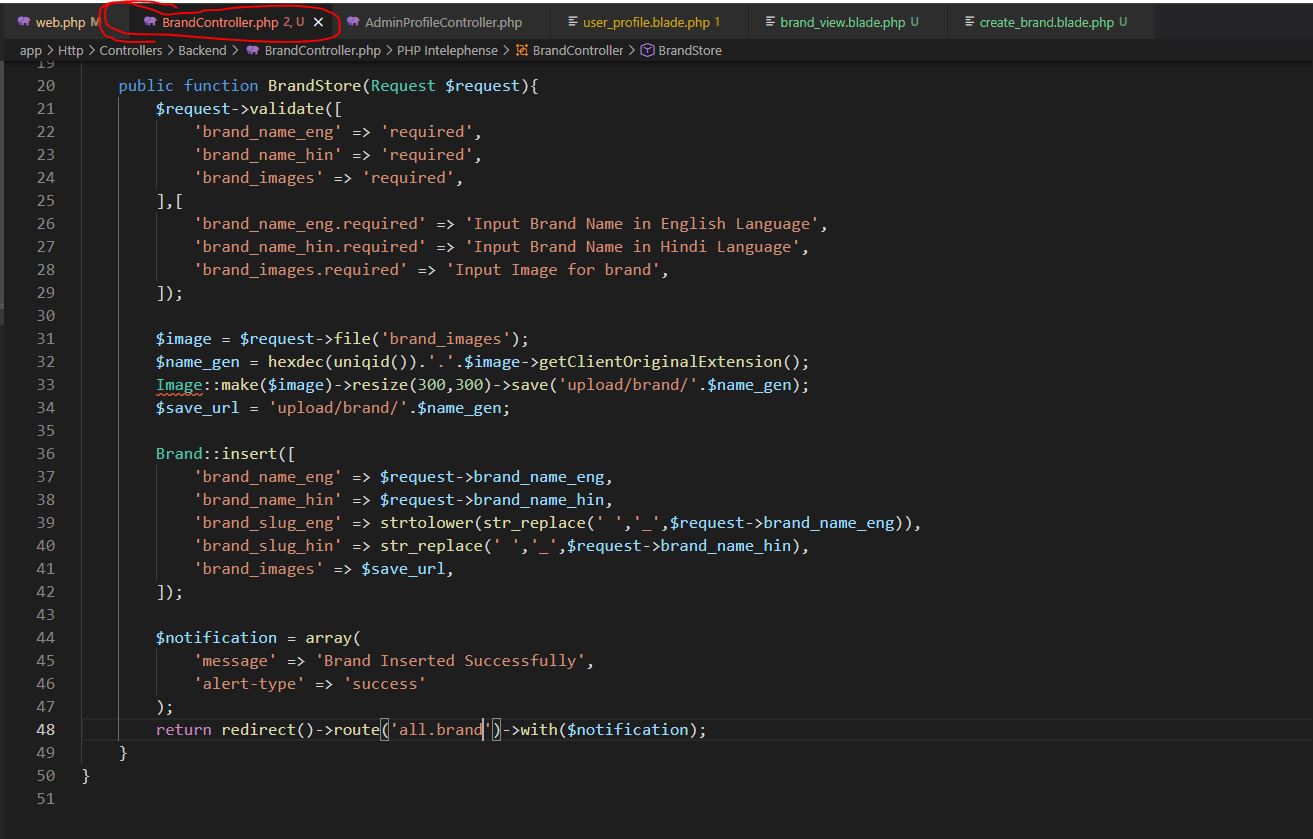 web.php M BrandController.php 2, U × AdminProfileController.php user_profile.blade.php 1 brand_view.blade.php U create_brand.blade.php U
app > Http > Controllers > Backend > BrandController.php > PHP Intelephense > BrandController > BrandStore
19
20 public function BrandStore(Request $request){
21 $request->validate([
22 'brand_name_eng' => 'required',
23 'brand_name_hin' => 'required',
24 'brand_images' => 'required',
25 ],[
26 'brand_name_eng.required' => 'Input Brand Name in English Language',
27 'brand_name_hin.required' => 'Input Brand Name in Hindi Language',
28 'brand_images.required' => 'Input Image for brand',
29 ]);
30
31 $image = $request->file('brand_images');
32 $name_gen = hexdec(uniqid()).'.'.$image->getClientOriginalExtension();
33 Image::make($image)->resize(300,300)->save('upload/brand/'.$name_gen);
34 $save_url = 'upload/brand/'.$name_gen;
35
36 Brand::insert([
37 'brand_name_eng' => $request->brand_name_eng,
38 'brand_name_hin' => $request->brand_name_hin,
39 'brand_slug_eng' => strtolower(str_replace(' ','_',$request->brand_name_eng)),
40 'brand_slug_hin' => str_replace(' ','_',$request->brand_name_hin),
41 'brand_images' => $save_url,
42 ]);
43
44 $notification = array(
45 'message' => 'Brand Inserted Successfully',
46 'alert-type' => 'success'
47 );
48 return redirect()->route('all.brand')->with($notification);
49 }
50 }
51